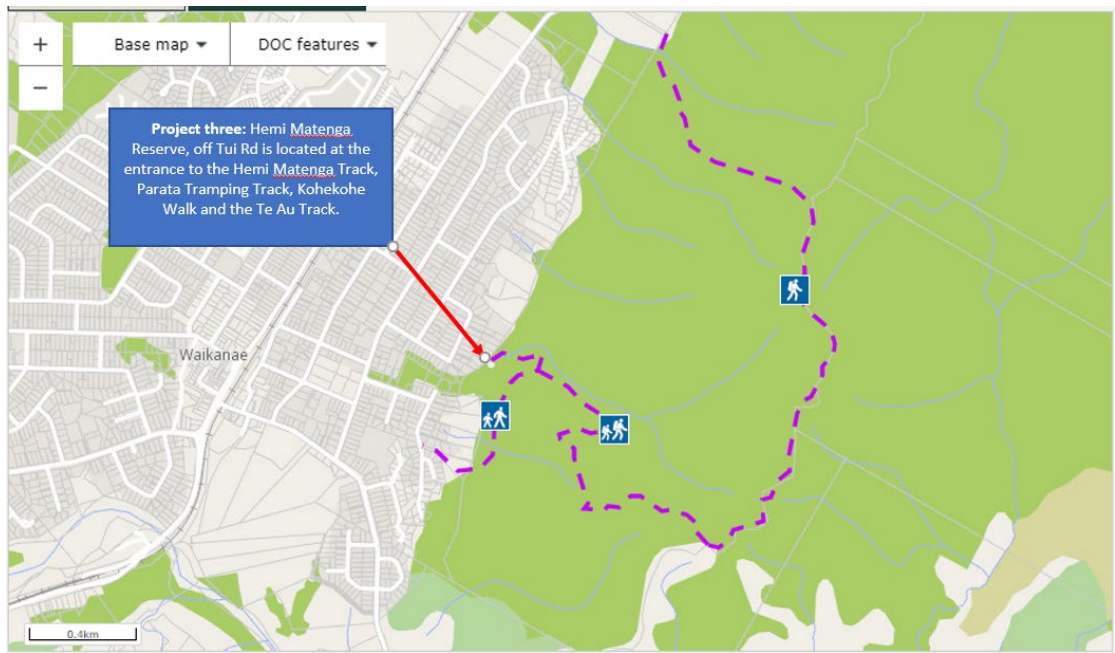 +
Base map
DOC features
−
Project three: Hemi Matenga
Reserve, off Tui Rd is located at the
entrance to the Hemi Matenga Track,
Parata Tramping Track, Kohekohe
Walk and the Te Au Track.
Waikanae
0.4km